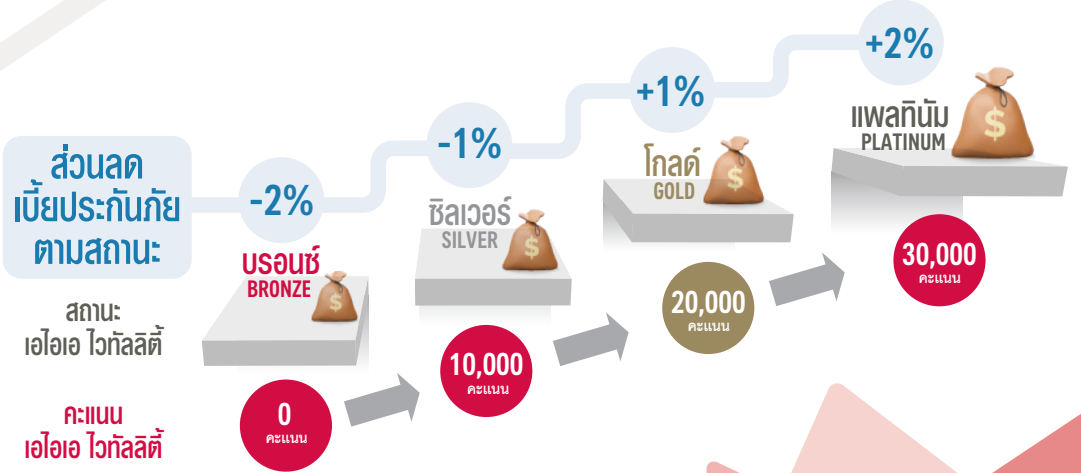 ส่วนลด
เบี้ยประกันภัย
ตามสถานะ
-2%
-1%
+1%
+2%
บรอนซ์
BRONZE
ซิลเวอร์
SILVER
โกลด์
GOLD
แพลทินัม
PLATINUM
$
$
$
$
สถานะ
เอไอเอ ไวทัลลิตี้
คะแนน
เอไอเอ ไวทัลลิตี้
0
คะแนน
10,000
คะแนน
20,000
คะแนน
30,000
คะแนน